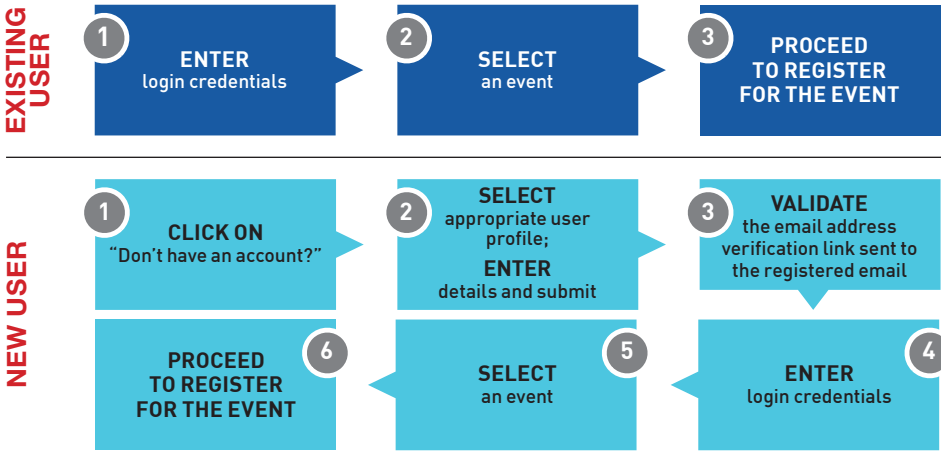 EXISTING
USER
1
ENTER
login credentials
2
SELECT
an event
3
PROCEED
TO REGISTER
FOR THE EVENT
NEW USER
1
CLICK ON
“Don’t have an account?”
2
SELECT
appropriate user
profile;
ENTER
details and submit
3
VALIDATE
the email address
verification link sent to
the registered email
4
ENTER
login credentials
5
SELECT
an event
6
PROCEED
TO REGISTER
FOR THE EVENT